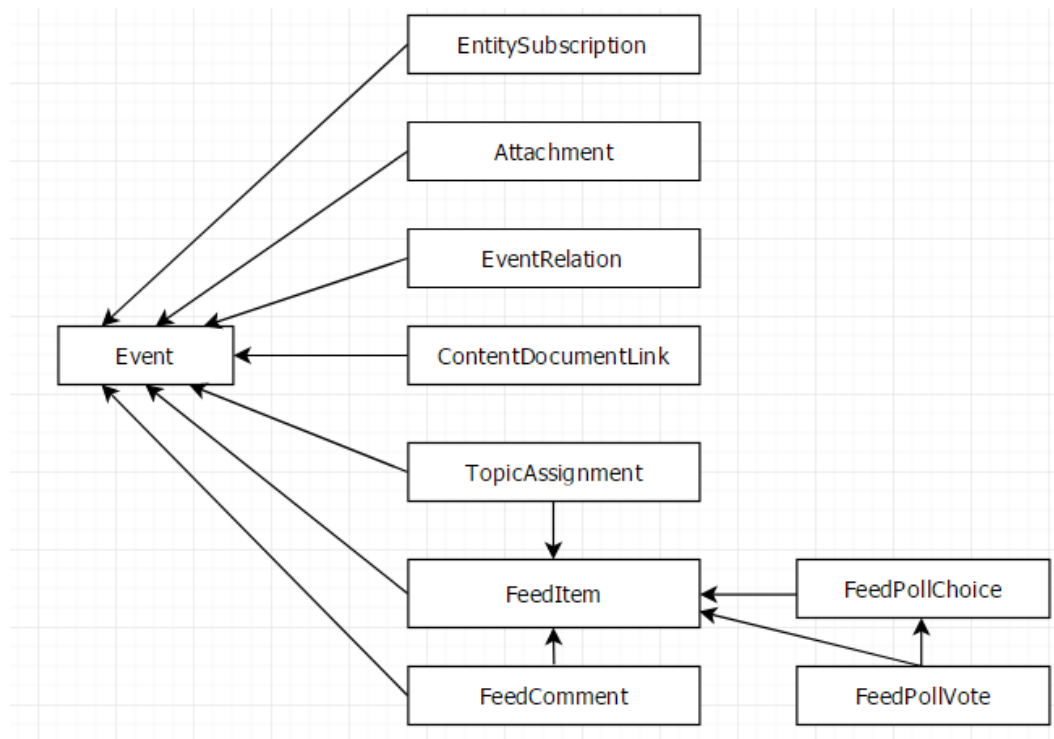 EntitySubscription
Attachment
EventRelation
Event
ContentDocumentLink
TopicAssignment
FeedItem
FeedPollChoice
FeedComment
FeedPollVote